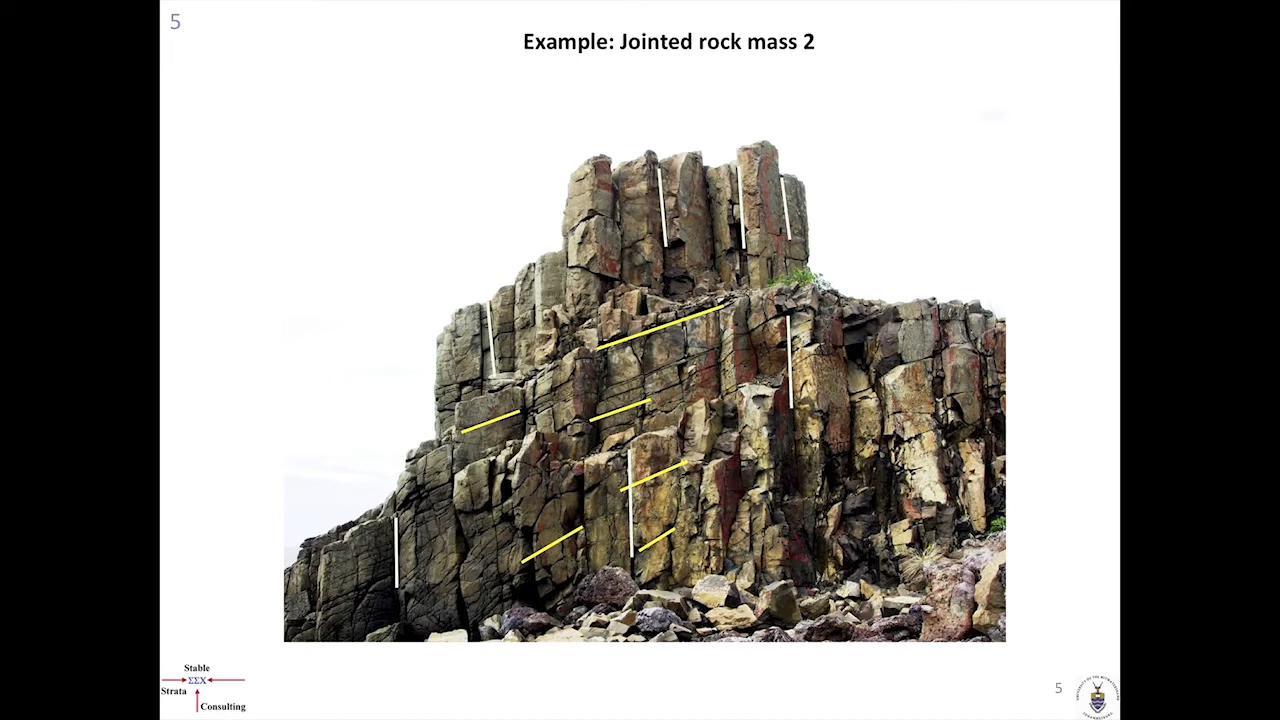 5
Example: Jointed rock mass 2
Stable
ΣΣX
Strata
Consulting
5